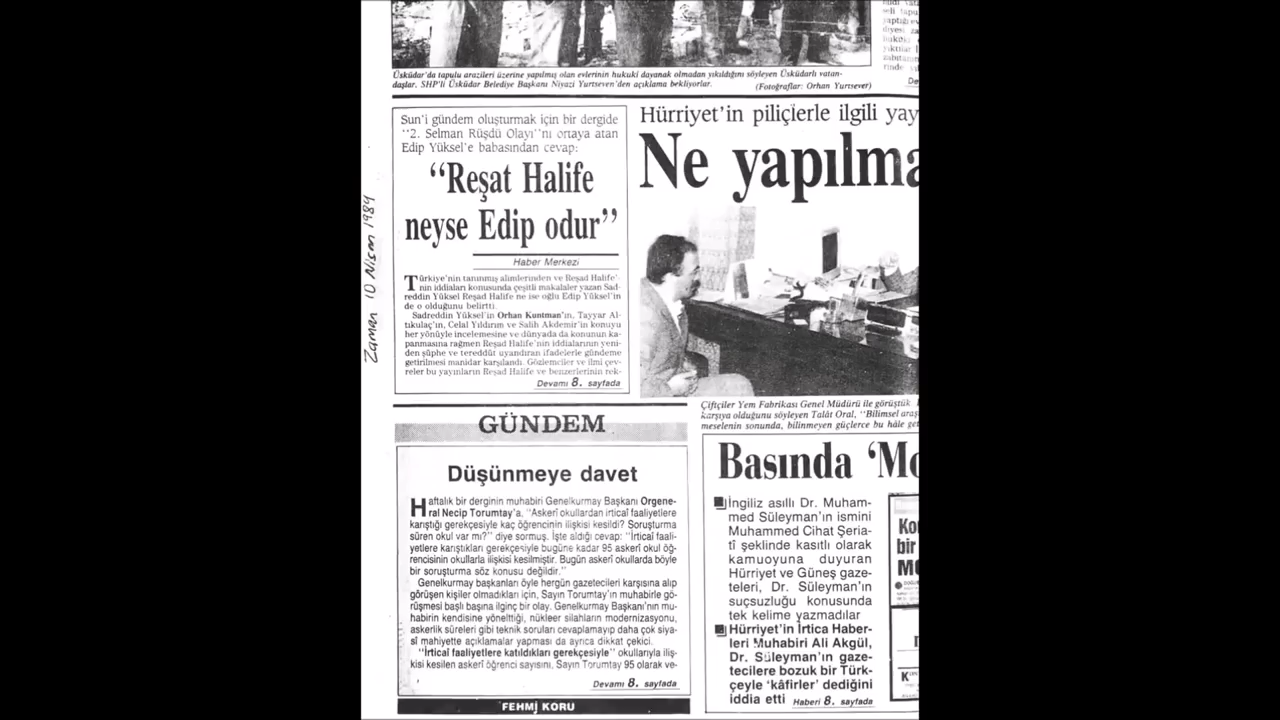 Üsküdar'da tapulu arazileri üzerine yapılmış olan evlerinin hukuki dayanak olmadan yıkıldığını söyleyen Üsküdarlı vatan-
daşlar. SHP'li Üsküdar Belediye Başkanı Niyazi Yurtseven'den açıklama bekliyorlar.
(Fotoğraflar: Orhan Yurtsever)
Sun'i gündem oluşturmak için bir dergide
"2. Selman Rüşdü Olayı"nı ortaya atan
Edip Yüksel'e babasından cevap:
"Reşat Halife
neyse Edip odur"
Haber Merkezi
Türkiye'nin tanınmış alimlerinden ve Reşad Halife'-
nin iddiaları konusunda çeşitli makaleler yazan Sad-
reddin Yüksel Reşad Halife ne ise oğlu Edip Yüksel'in
de o olduğunu belirtti.
Sadreddin Yüksel'in Orhan Kuntman'ın, Tayyar Al-
tıkulaç'ın, Celal Yıldırım ve Salih Akdemir'in konuyu
her yönüyle incelemesine ve dünyada da konunun ka-
panmasına rağmen Reşad Halife'nin iddialarının yeni-
den şüphe ve tereddüt uyandıran ifadelerle gündeme
getirilmesi manidar karşılandı. Gözlemciler ve ilmi çev-
reler bu yayınların Reşad Halife ve benzerlerinin rek-
Devamı 8. sayfada
Zaman 10 Nisan 1989
Hürriyet'in piliçlerle ilgili yay
Ne yapılma
Çiftçiler Yem Fabrikası Genel Müdürü ile görüştük
karşıya olduğunu söyleyen Talât Oral, "Bilimsel araş
meselenin sonunda, bilinmeyen güçlerce bu hâle get
GÜNDEM
Düşünmeye davet
Haftalık bir derginin muhabiri Genelkurmay Başkanı Orgene-
ral Necip Torumtay'a, "Askerî okullardan irticaî faaliyetlere
karıştığı gerekçesiyle kaç öğrencinin ilişkisi kesildi? Soruşturma
süren okul var mı?" diye sormuş. İşte aldığı cevap: "İrticaî faali-
yetlere karıştıkları gerekçesiyle bugüne kadar 95 askerî okul öğ-
rencisinin okullarla ilişkisi kesilmiştir. Bugün askerî okullarda böyle
bir soruşturma söz konusu değildir."
Genelkurmay başkanları öyle hergün gazetecileri karşısına alıp
görüşen kişiler olmadıkları için, Sayın Torumtay'ın muhabirle gö-
rüşmesi başlı başına ilginç bir olay. Genelkurmay Başkanı'nın mu-
habirin kendisine yönelttiği, nükleer silahların modernizasyonu,
askerlik süreleri gibi teknik soruları cevaplamayıp daha çok siya-
sî mahiyette açıklamalar yapması da ayrıca dikkat çekici.
"İrticaî faaliyetlere katıldıkları gerekçesiyle" okullarıyla iliş-
kisi kesilen askerî öğrenci sayısını, Sayın Torumtay 95 olarak ve-
Devamı 8. sayfada
FEHMİ KORU
Basında 'Mo
İngiliz asıllı Dr. Muham-
med Süleyman'ın ismini
Muhammed Cihat Şeria-
tî şeklinde kasıtlı olarak
kamuoyuna duyuran
Hürriyet ve Güneş gaze-
teleri, Dr. Süleyman'ın
suçsuzluğu konusunda
tek kelime yazmadılar
Hürriyet'in İrtica Haber-
leri Muhabiri Ali Akgül,
Dr. Süleyman'ın gaze-
tecilere bozuk bir Türk-
çeyle 'kâfirler' dediğini
iddia etti Haberi 8. sayfada
Kon
bir